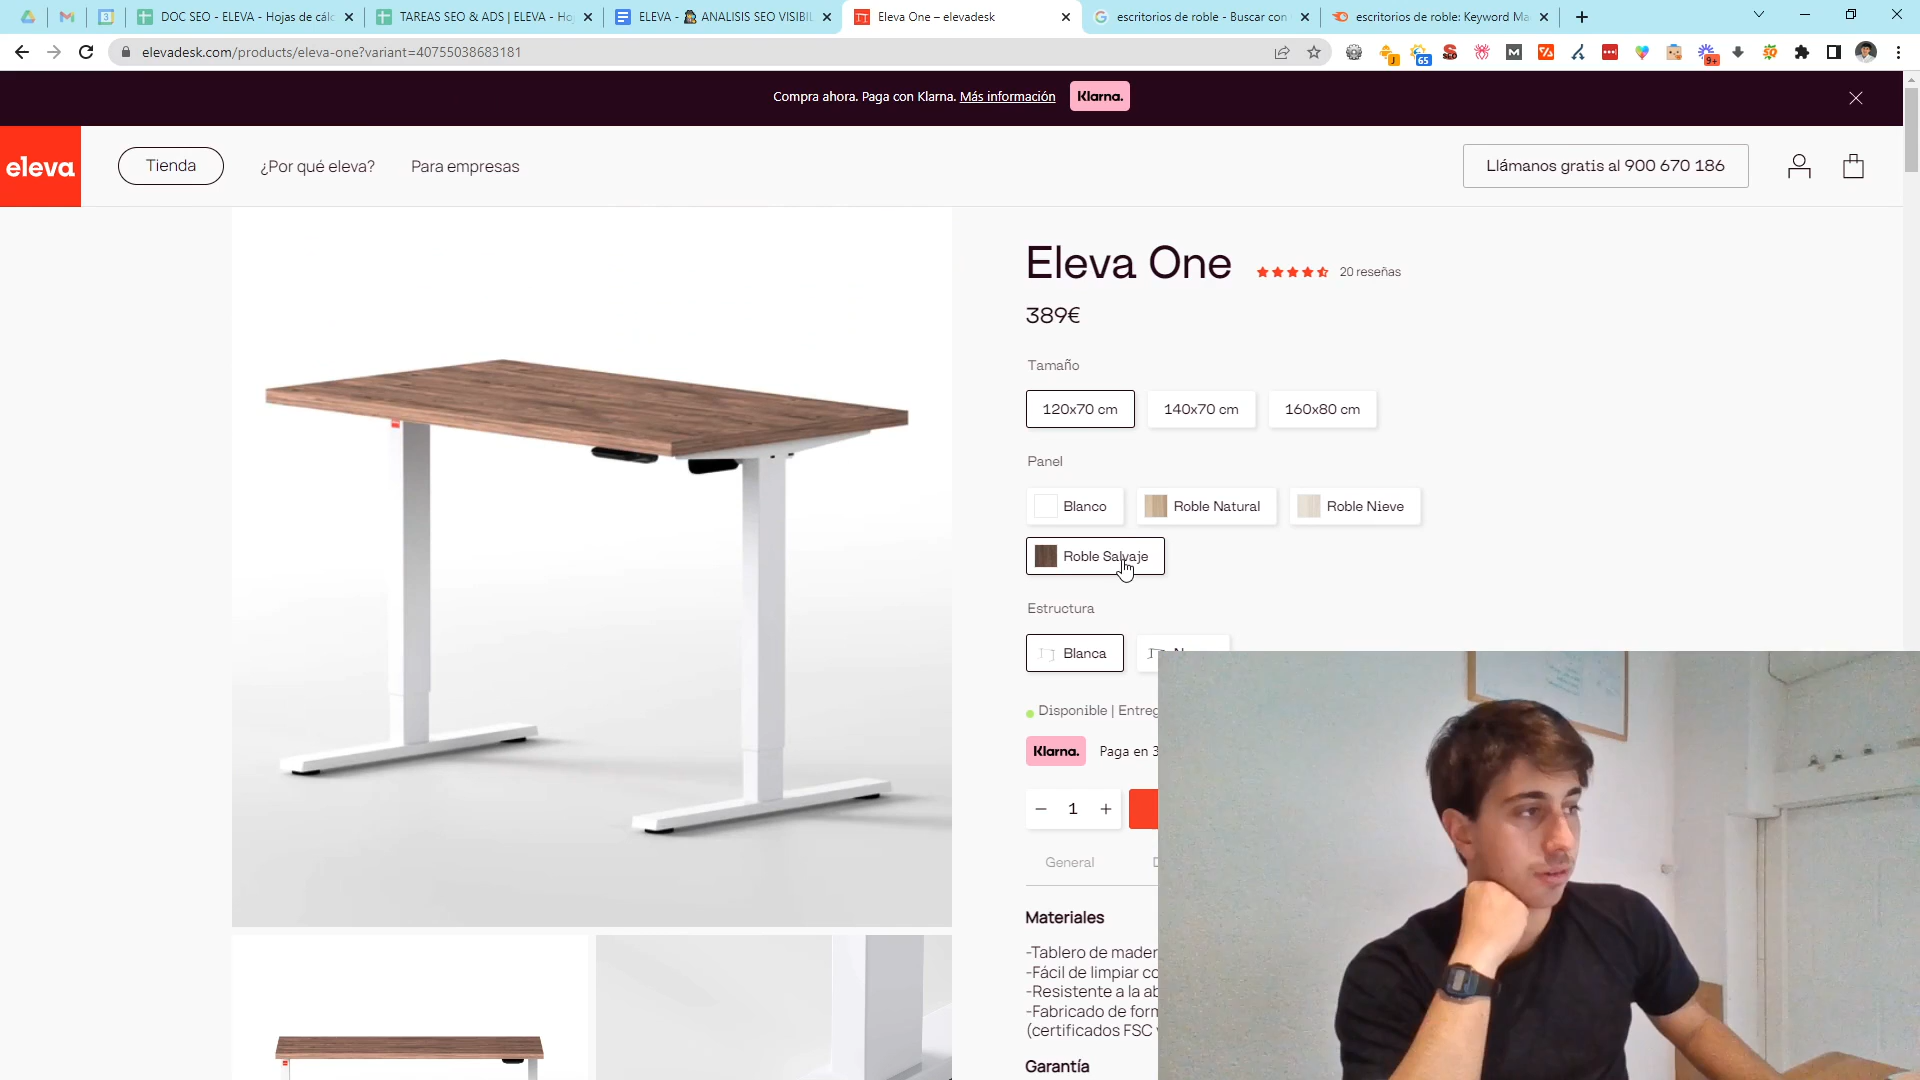 DOC SEO - ELEVA - Hojas de cálc
TAREAS SEO & ADS | ELEVA - Ho
ELEVA - ANALISIS SEO VISIBIL
Eleva One – elevadesk
escritorios de roble - Buscar con
escritorios de roble: Keyword Ma
elevadesk.com/products/eleva-one?variant=40755038683181
65
9+
Compra ahora. Paga con Klarna. Más información
Klarna.
eleva
Tienda
¿Por qué eleva?
Para empresas
Llámanos gratis al 900 670 186
Eleva One
20 reseñas
389€
Tamaño
120x70 cm
140x70 cm
160x80 cm
Panel
Blanco
Roble Natural
Roble Nieve
Roble Salvaje
Estructura
Blanca
Disponible | Entreg
Klarna.
Paga en 3
1
General
Materiales
-Tablero de mader
-Fácil de limpiar co
-Resistente a la ab
-Fabricado de form
(certificados FSC
Garantía